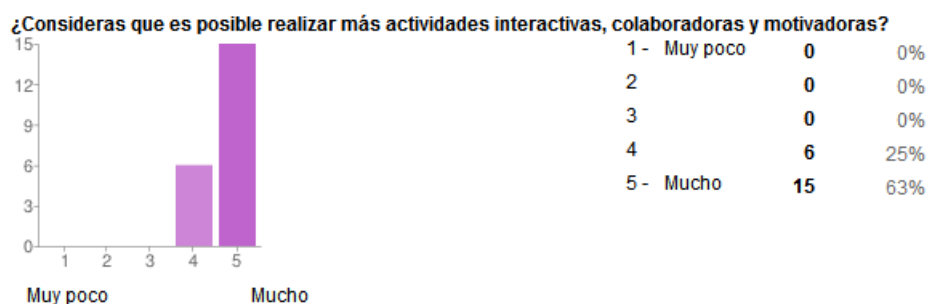 ¿Consideras que es posible realizar más actividades interactivas, colaboradoras y motivadoras?
15
12
9
6
3
0
1 2 3 4 5
Muy poco Mucho
1 - Muy poco 0 0%
2 0 0%
3 0 0%
4 6 25%
5 - Mucho 15 63%